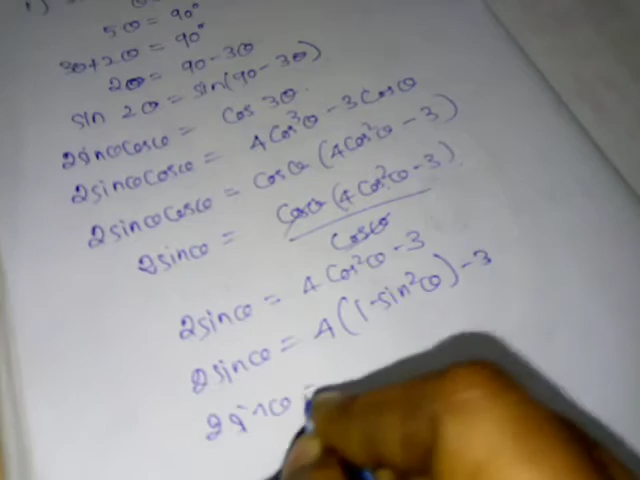 1)
5θ = 90°
3θ+2θ = 90°
2θ = 90-3θ
sin 2θ = sin(90-3θ)
2sinθcosθ = cos 3θ.
2sinθcosθ = 4cos³θ-3cosθ
2sinθcosθ = cosθ(4cos²θ-3)
2sinθ = cosθ(4cos²θ-3)
cosθ
2sinθ = 4cos²θ-3
2sinθ = 4(1-sin²θ)-3
2sinθ =